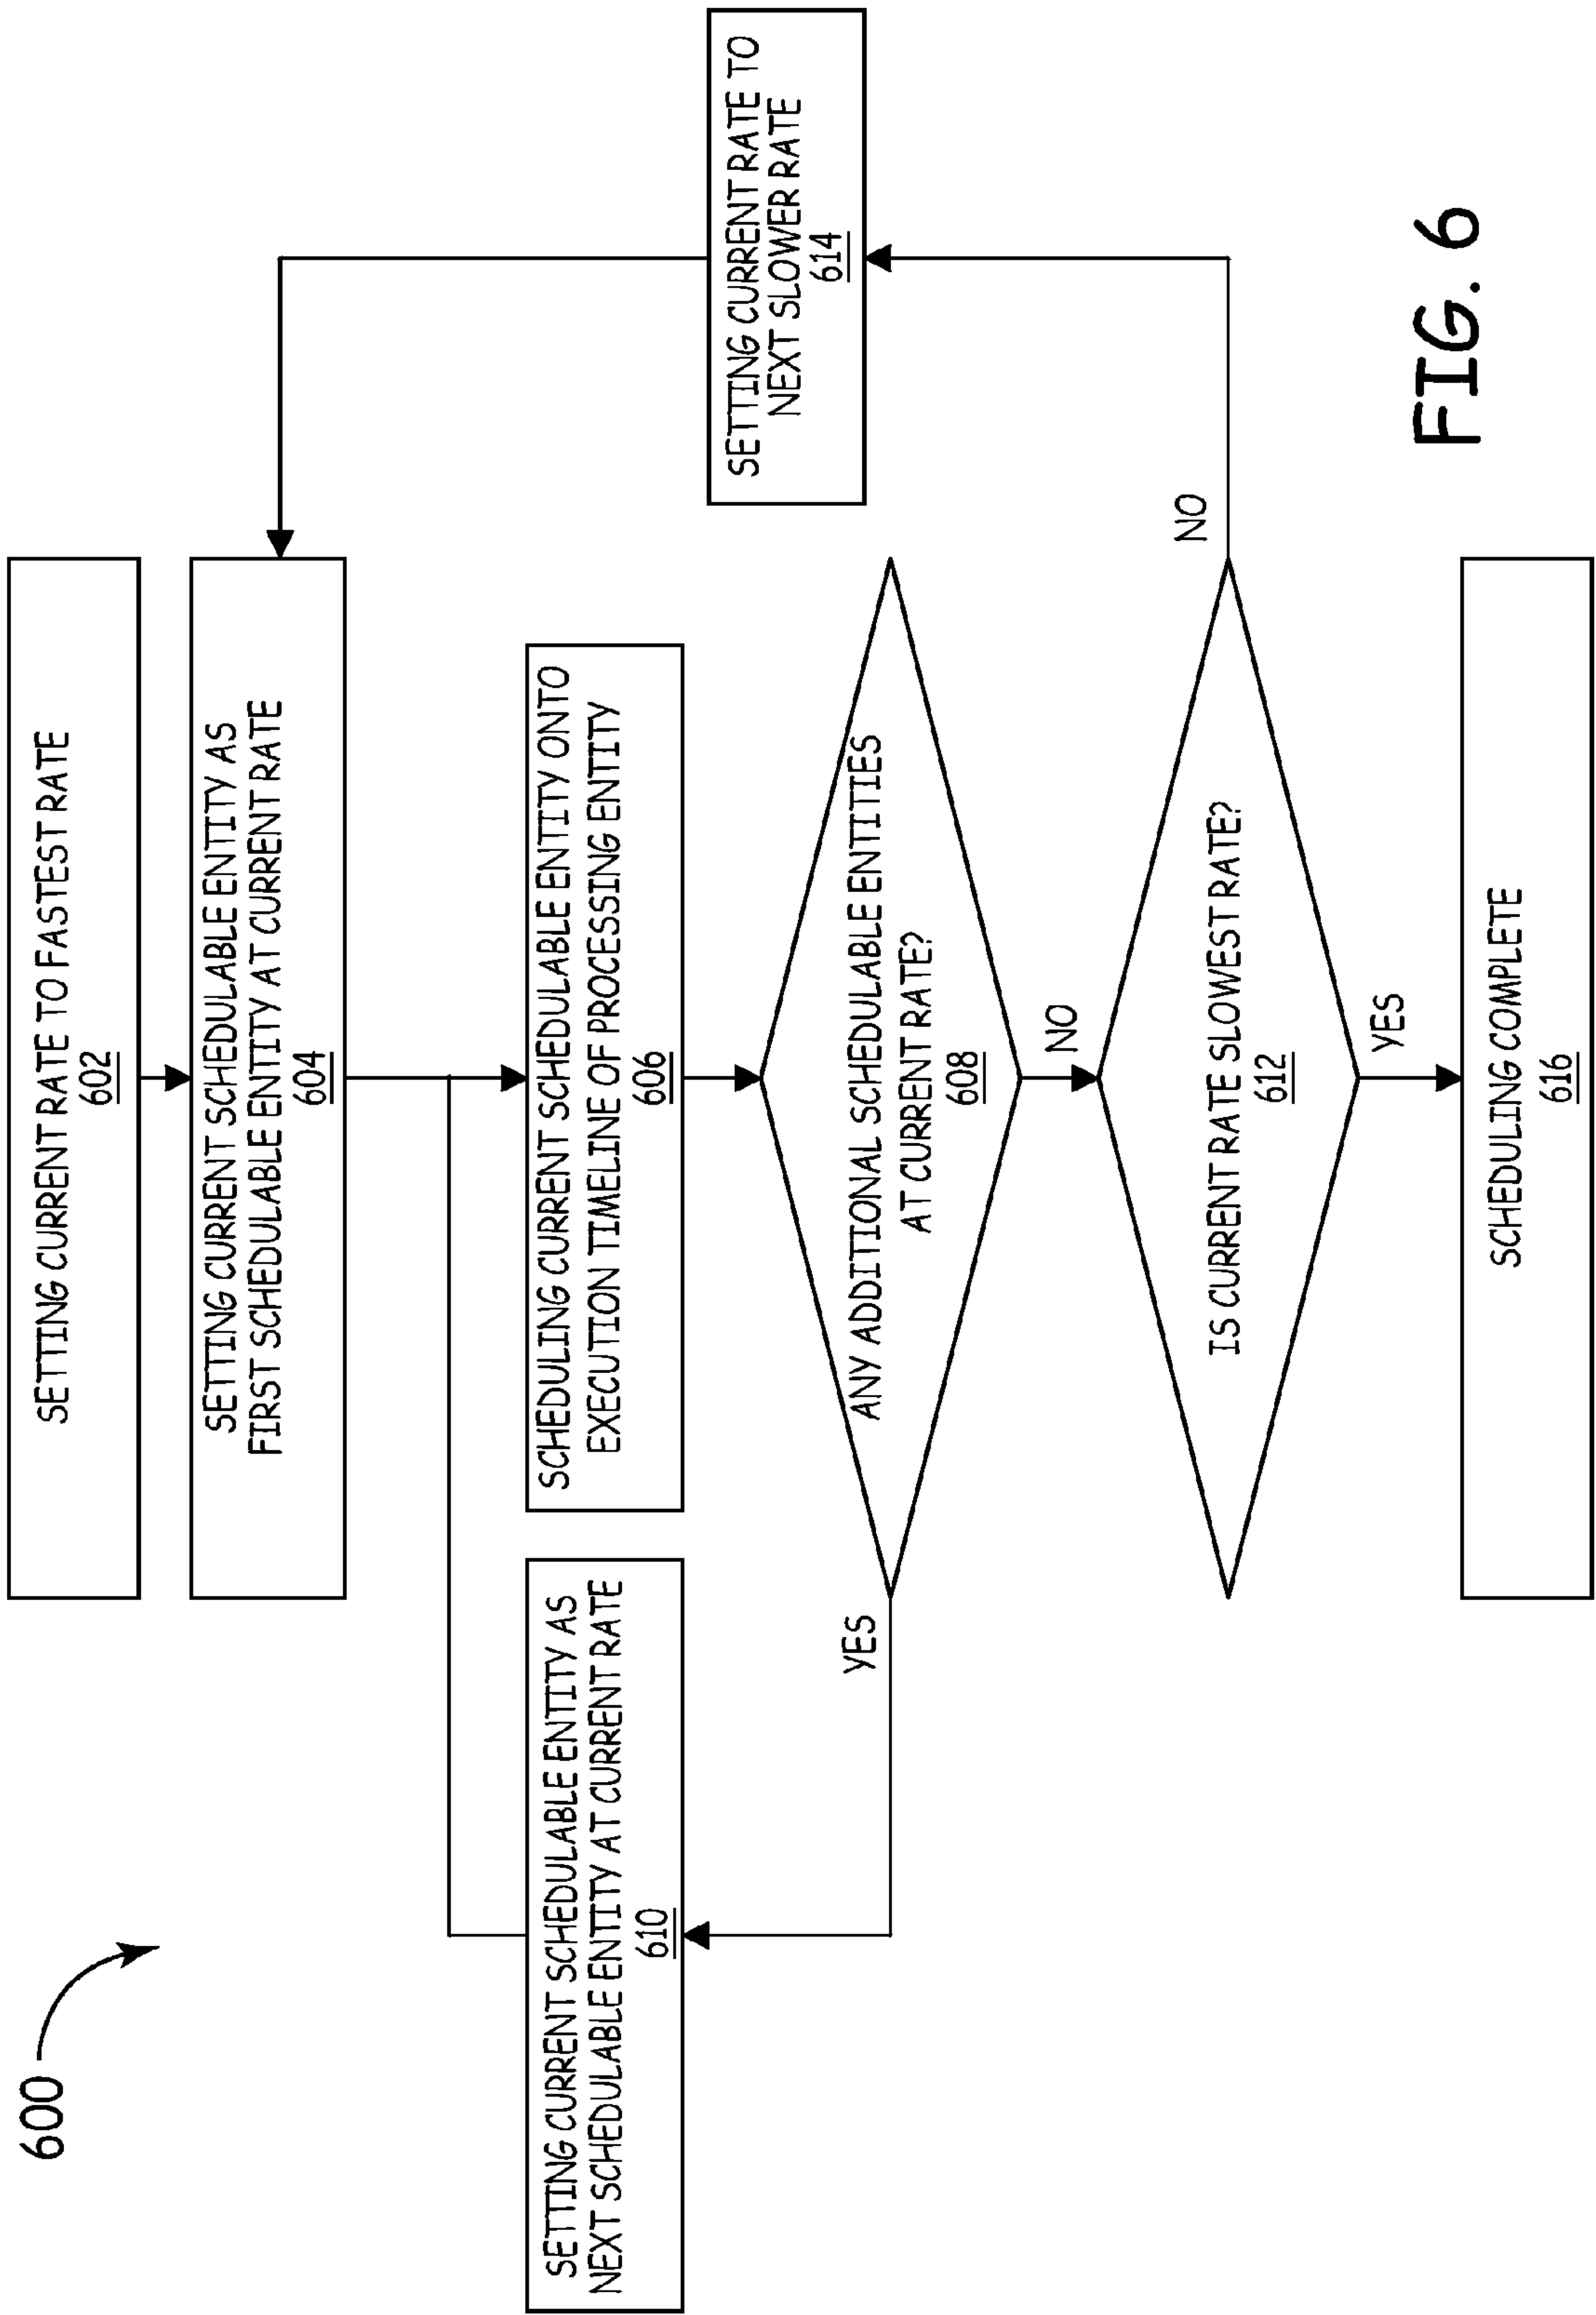 600
SETTING CURRENT RATE TO FASTEST RATE
602
SETTING CURRENT SCHEDULABLE ENTITY AS
FIRST SCHEDULABLE ENTITY AT CURRENT RATE
604
SCHEDULING CURRENT SCHEDULABLE ENTITY ONTO
EXECUTION TIMELINE OF PROCESSING ENTITY
606
ANY ADDITIONAL SCHEDULABLE ENTITIES
AT CURRENT RATE?
608
YES
SETTING CURRENT SCHEDULABLE ENTITY AS
NEXT SCHEDULABLE ENTITY AT CURRENT RATE
610
NO
IS CURRENT RATE SLOWEST RATE?
612
NO
SETTING CURRENT RATE TO
NEXT SLOWER RATE
614
YES
SCHEDULING COMPLETE
616
FIG. 6